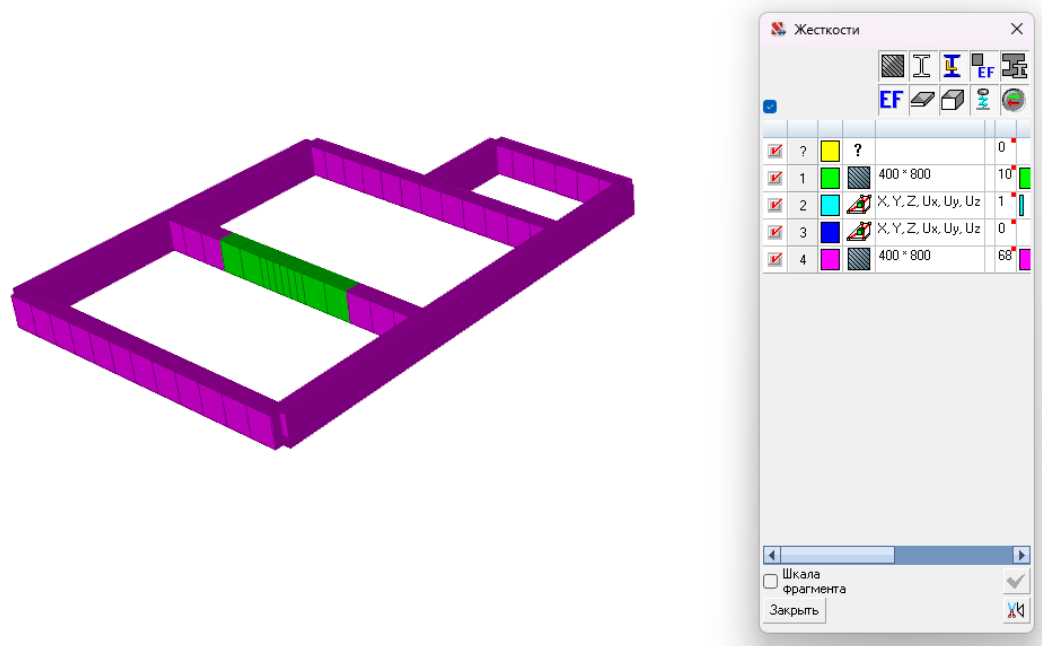 Жесткости
EF
EF
? ? 0
1 400 * 800 10
2 X, Y, Z, Ux, Uy, Uz 1
3 X, Y, Z, Ux, Uy, Uz 0
4 400 * 800 68
Шкала
фрагмента
Закрыть